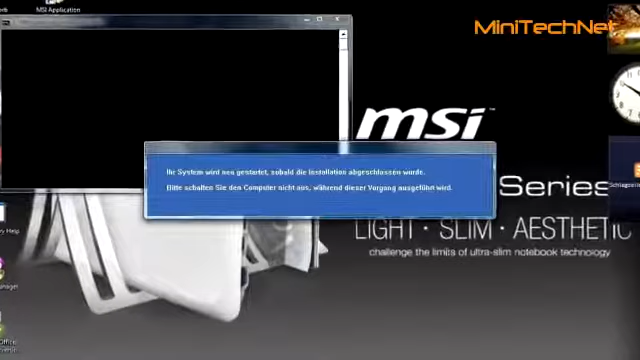 MSI Application
MiniTechNet
msi
Ihr System wird neu gestartet, sobald die Installation abgeschlossen wurde.
Bitte schalten Sie den Computer nicht aus, während dieser Vorgang ausgeführt wird.
Series
LIGHT · SLIM · AESTHETIC
challenge the limits of ultra-slim notebook technology
Help